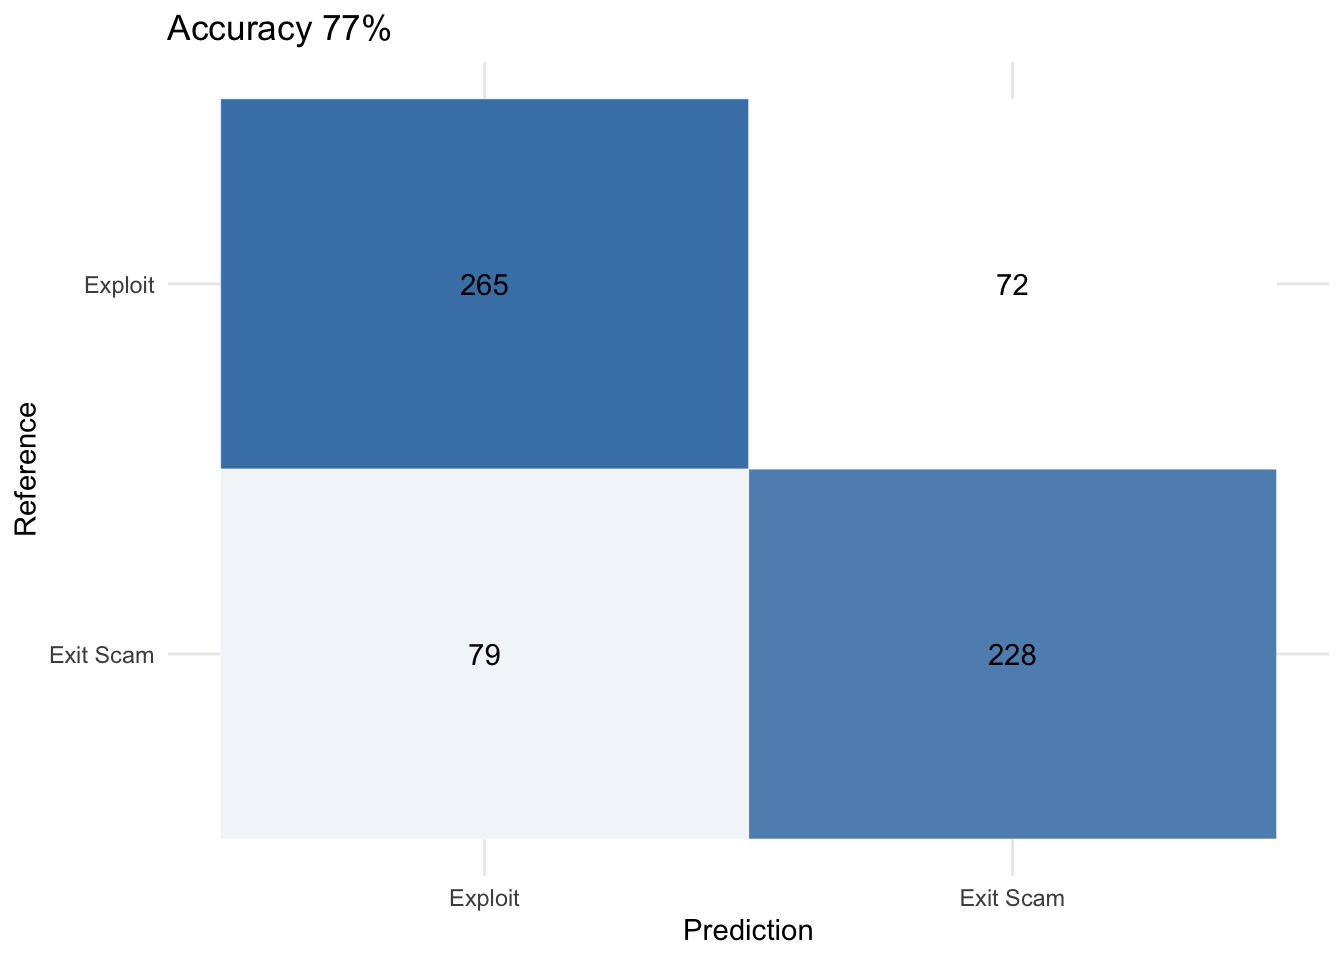 Accuracy 77%
Exploit
265
72
Reference
Exit Scam
79
228
Exploit
Exit Scam
Prediction